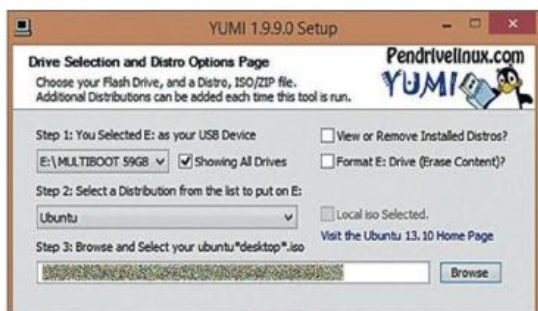 YUMI 1.9.9.0 Setup
Drive Selection and Distro Options Page
Choose your Flash Drive, and a Distro, ISO/ZIP file.
Additional Distributions can be added each time this tool is run.
Pendrivelinux.com
YUMI
Step 1: You Selected E: as your USB Device
View or Remove Installed Distros?
E:\MULTIBOOT 59GB
Showing All Drives
Format E: Drive (Erase Content)?
Step 2: Select a Distribution from the list to put on E:
Ubuntu
Local iso Selected.
Visit the Ubuntu 13.10 Home Page
Step 3: Browse and Select your ubuntu*desktop*.iso
Browse